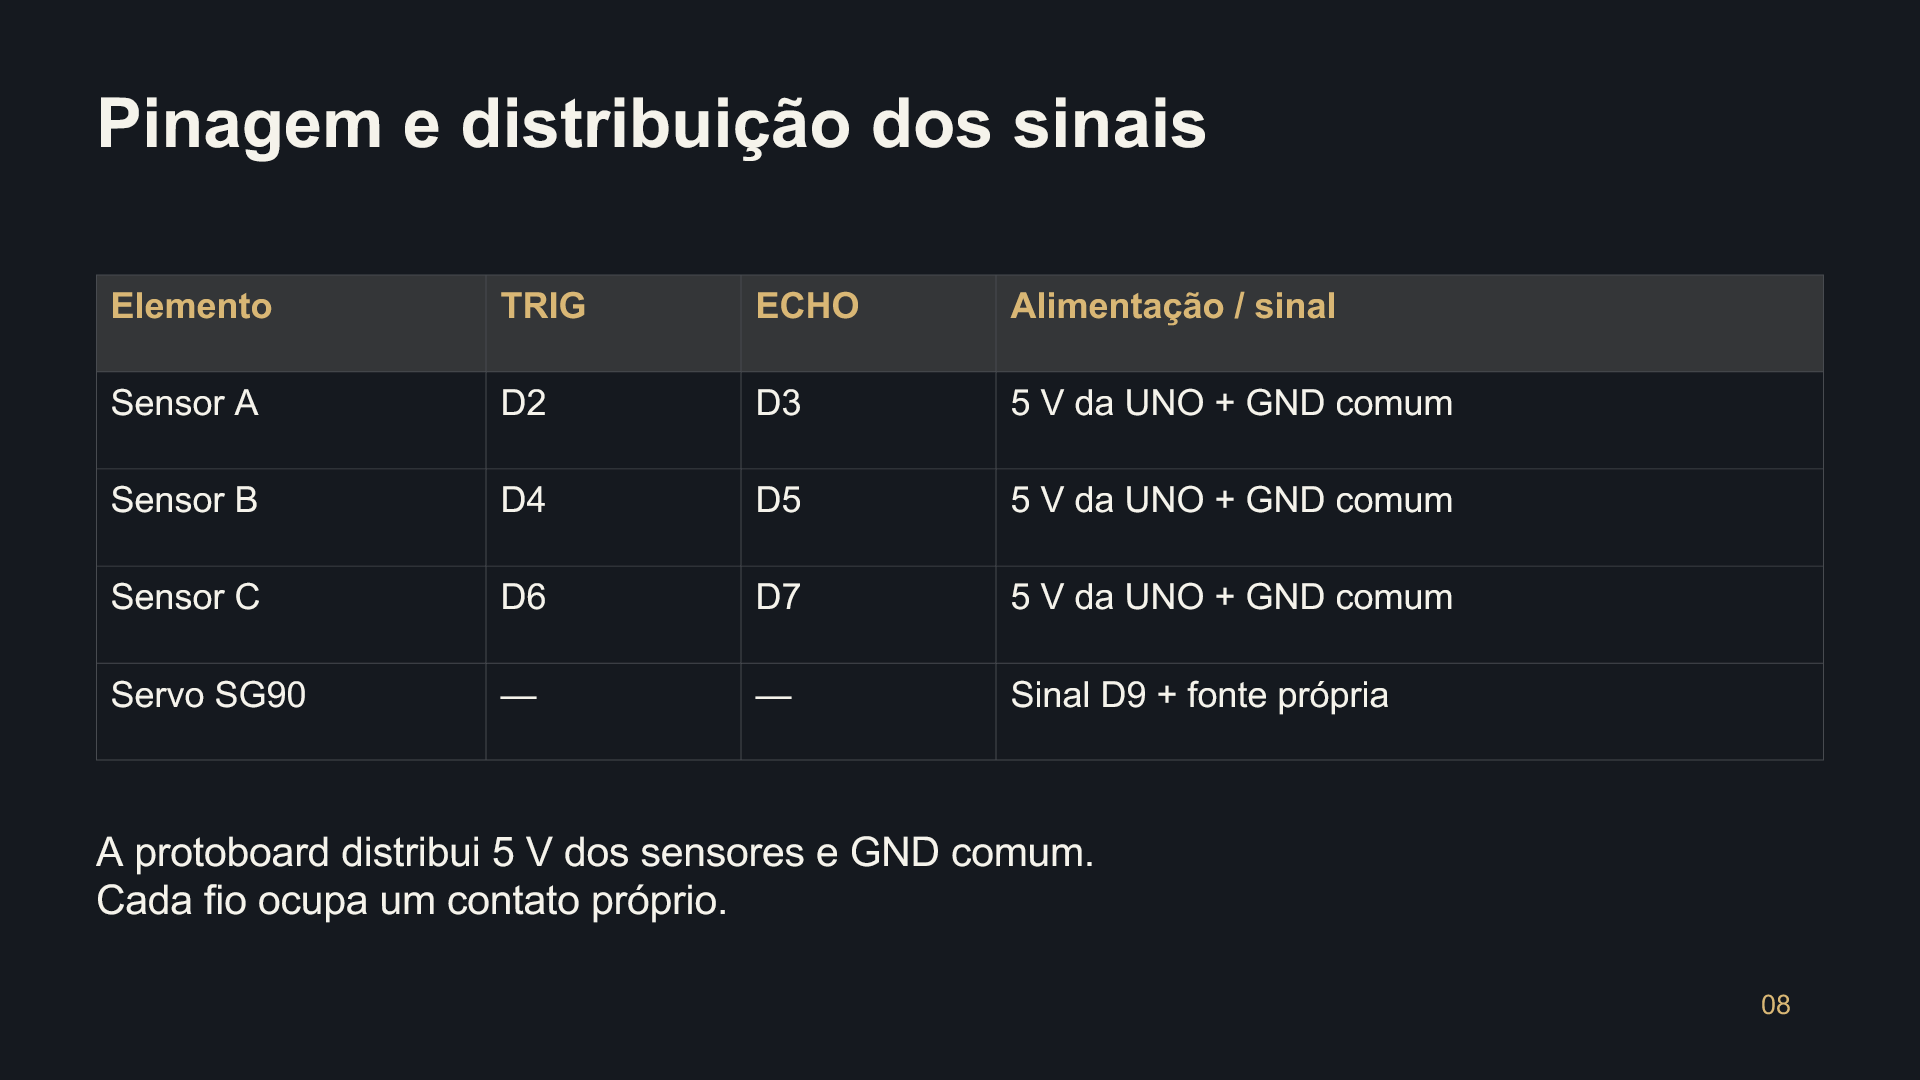 Pinagem e distribuição dos sinais
Elemento TRIG ECHO Alimentação / sinal
Sensor A D2 D3 5 V da UNO + GND comum
Sensor B D4 D5 5 V da UNO + GND comum
Sensor C D6 D7 5 V da UNO + GND comum
Servo SG90 — — Sinal D9 + fonte própria
A protoboard distribui 5 V dos sensores e GND comum.
Cada fio ocupa um contato próprio.
08